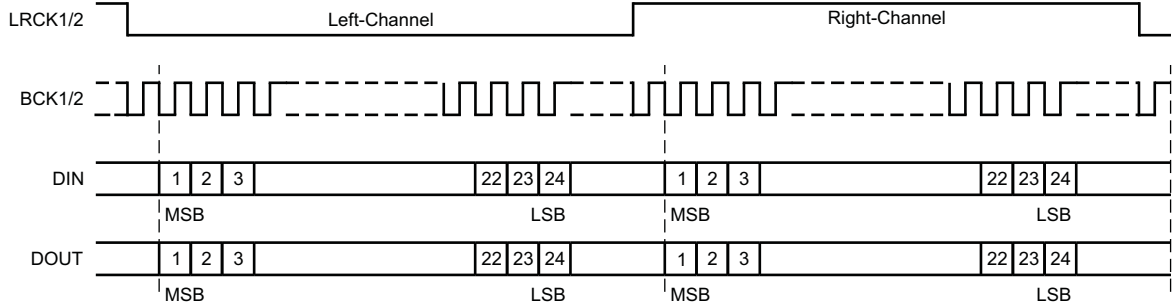 LRCK1/2 Left-Channel Right-Channel
BCK1/2
DIN 1 2 3 22 23 24 1 2 3 22 23 24
MSB LSB MSB LSB
DOUT 1 2 3 22 23 24 1 2 3 22 23 24
MSB LSB MSB LSB